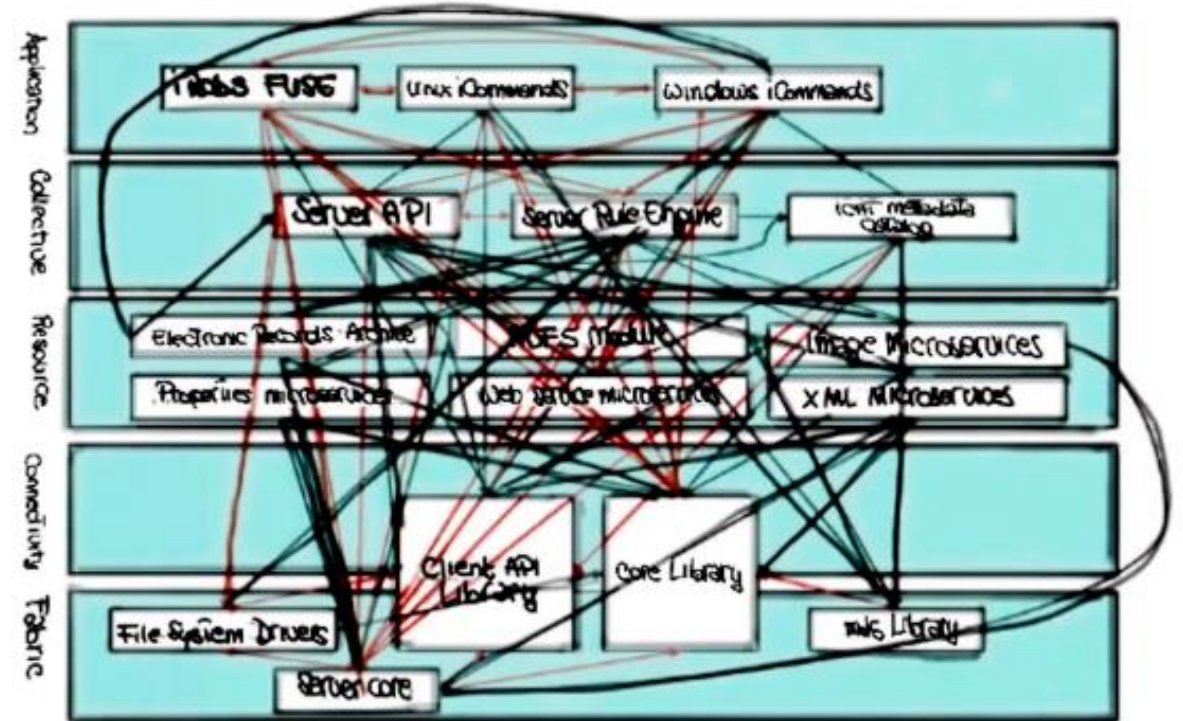 Application
FUSE
Unix iCommands
Windows iCommands
Collective
Server API
Server Rule Engine
metadata
Resource
Electronic Records Archive
Image Microservices
microservices
Web Service microservices
XML Microservices
Connectivity
Client API
Library
Core Library
Fabric
File System Drivers
Library
Server core